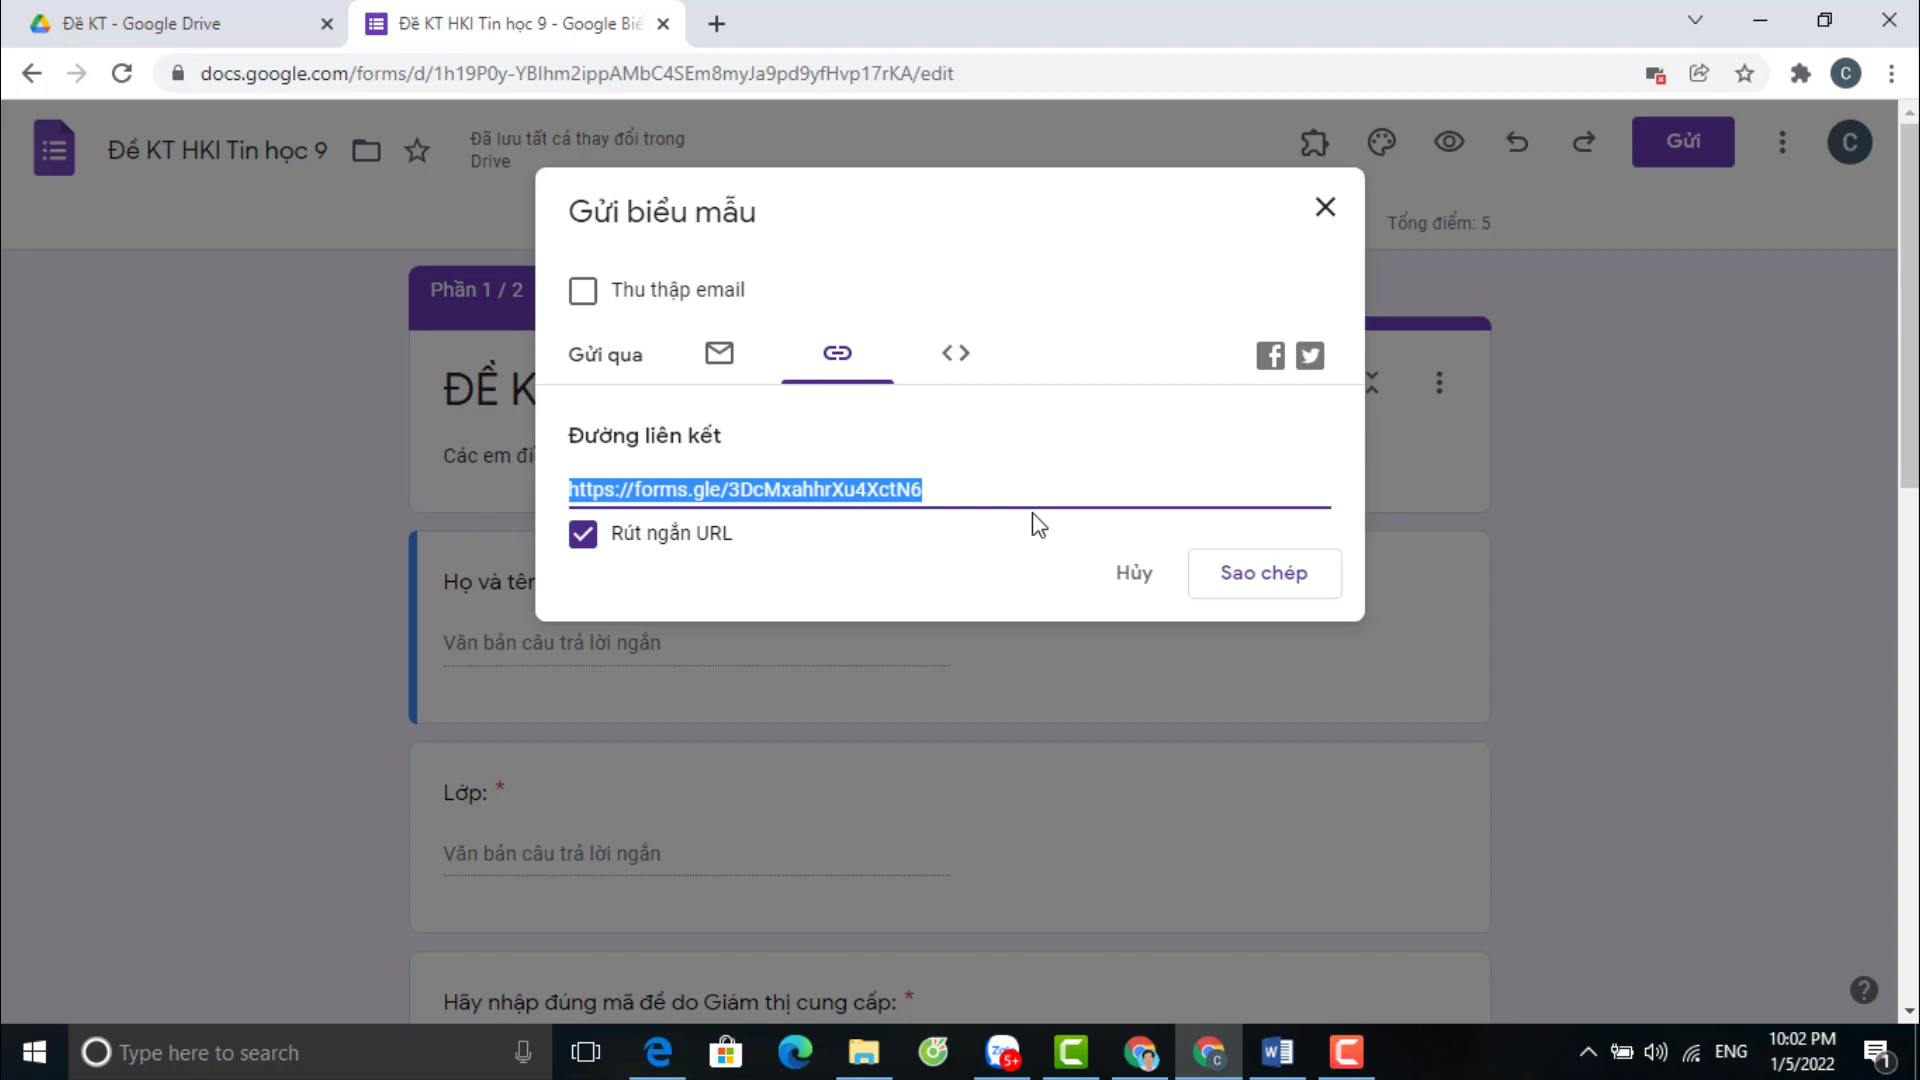 Đề KT - Google Drive
Đề KT HKI Tin học 9 - Google Biể
docs.google.com/forms/d/1h19P0y-YBIhm2ippAMbC4SEm8myJa9pd9yfHvp17rKA/edit
C
Đề KT HKI Tin học 9
Đã lưu tất cả thay đổi trong
Drive
Gửi
C
Tổng điểm: 5
Gửi biểu mẫu
Thu thập email
Gửi qua
Phần 1 / 2
ĐỀ K
Các em đi
Đường liên kết
https://forms.gle/3DcMxahhrXu4XctN6
Rút ngắn URL
Hủy
Sao chép
Họ và tên
Văn bản câu trả lời ngắn
Lớp: *
Văn bản câu trả lời ngắn
Hãy nhập đúng mã đề do Giám thị cung cấp: *
Type here to search
5+
C
W
ENG
10:02 PM
1/5/2022
1